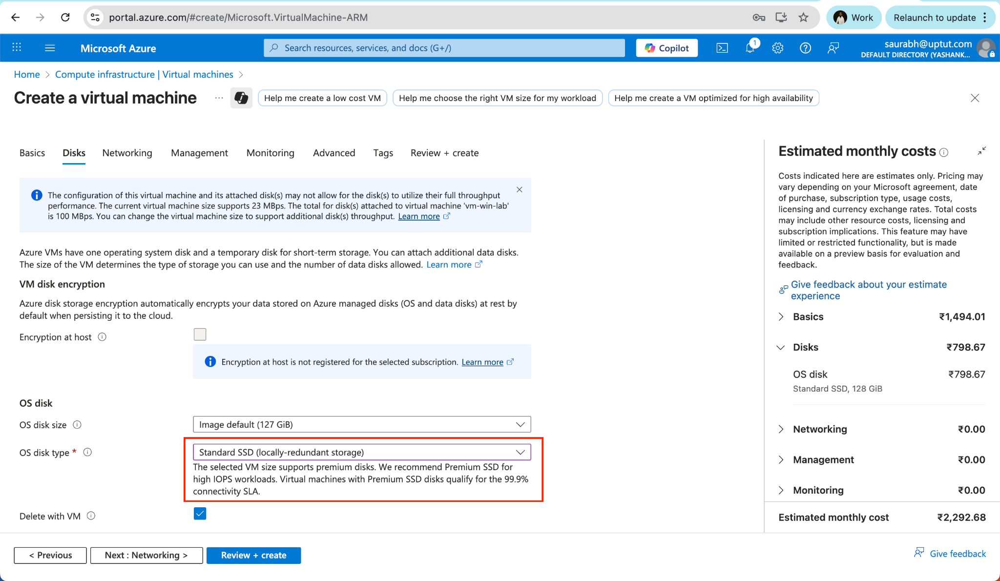 portal.azure.com/#create/Microsoft.VirtualMachine-ARM
Work
Relaunch to update
Microsoft Azure
Search resources, services, and docs (G+/)
Copilot
1
saurabh@uptut.com
DEFAULT DIRECTORY (YASHANK...
Home > Compute infrastructure | Virtual machines >
Create a virtual machine
...
Help me create a low cost VM
Help me choose the right VM size for my workload
Help me create a VM optimized for high availability
Basics
Disks
Networking
Management
Monitoring
Advanced
Tags
Review + create
The configuration of this virtual machine and its attached disk(s) may not allow for the disk(s) to utilize their full throughput
performance. The current virtual machine size supports 23 MBps. The total for disk(s) attached to virtual machine 'vm-win-lab'
is 100 MBps. You can change the virtual machine size to support additional disk(s) throughput. Learn more
Azure VMs have one operating system disk and a temporary disk for short-term storage. You can attach additional data disks.
The size of the VM determines the type of storage you can use and the number of data disks allowed. Learn more
VM disk encryption
Azure disk storage encryption automatically encrypts your data stored on Azure managed disks (OS and data disks) at rest by
default when persisting it to the cloud.
Encryption at host
Encryption at host is not registered for the selected subscription. Learn more
OS disk
OS disk size
Image default (127 GiB)
OS disk type *
Standard SSD (locally-redundant storage)
The selected VM size supports premium disks. We recommend Premium SSD for
high IOPS workloads. Virtual machines with Premium SSD disks qualify for the 99.9%
connectivity SLA.
Delete with VM
< Previous
Next : Networking >
Review + create
Estimated monthly costs
Costs indicated here are estimates only. Pricing may
vary depending on your Microsoft agreement, date
of purchase, subscription type, usage costs,
licensing and currency exchange rates. Total costs
may include other resource costs, licensing and
subscription implications. This feature may have
limited or restricted functionality, but is made
available on a preview basis for evaluation and
feedback.
Give feedback about your estimate
experience
Basics ₹1,494.01
Disks ₹798.67
OS disk ₹798.67
Standard SSD, 128 GiB
Networking ₹0.00
Management ₹0.00
Monitoring ₹0.00
Estimated monthly cost ₹2,292.68
Give feedback